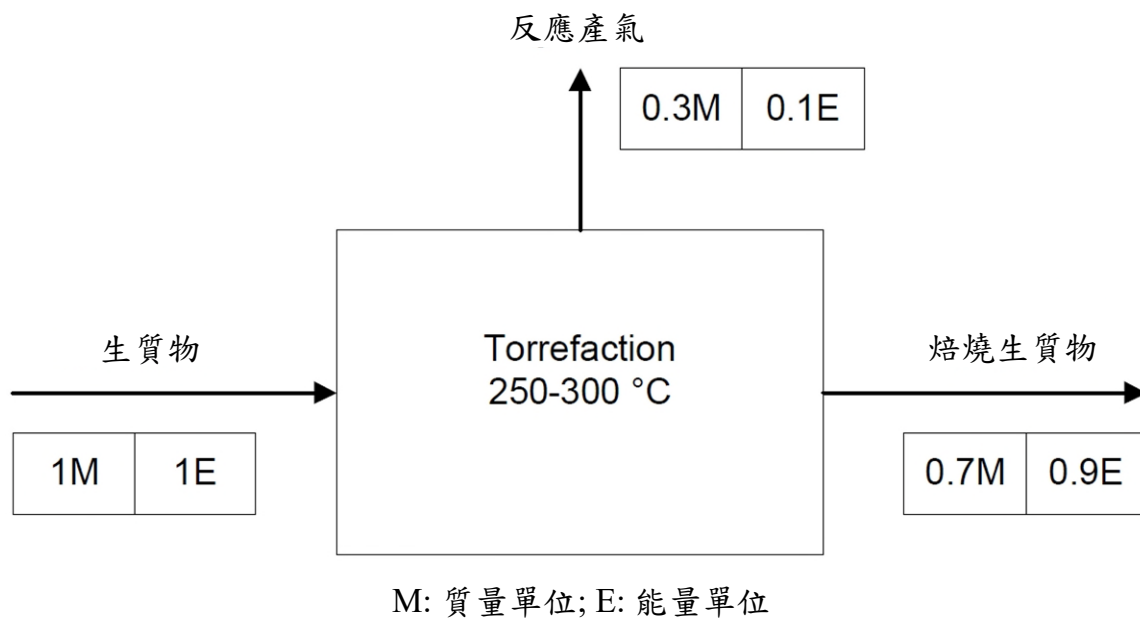 反應產氣
0.3M 0.1E
生質物
Torrefaction
250-300 °C
焙燒生質物
1M 1E
0.7M 0.9E
M: 質量單位; E: 能量單位